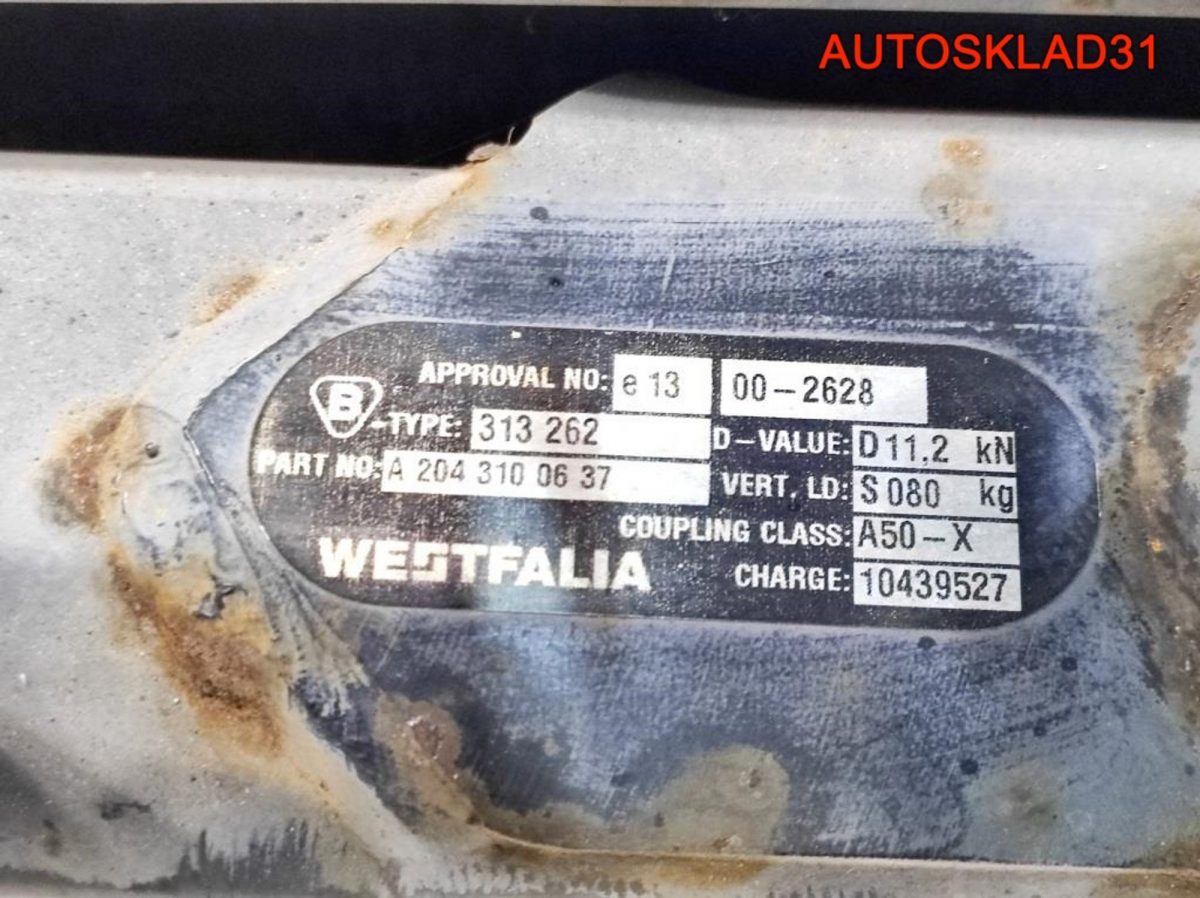 AUTOSKLAD31
APPROVAL NO: e 13 00-2628
B
-TYPE: 313 262
D-VALUE: D 11,2 kN
PART NO: A 204 310 06 37
VERT. LD: S 080 kg
COUPLING CLASS: A50-X
WESTFALIA
CHARGE: 10439527